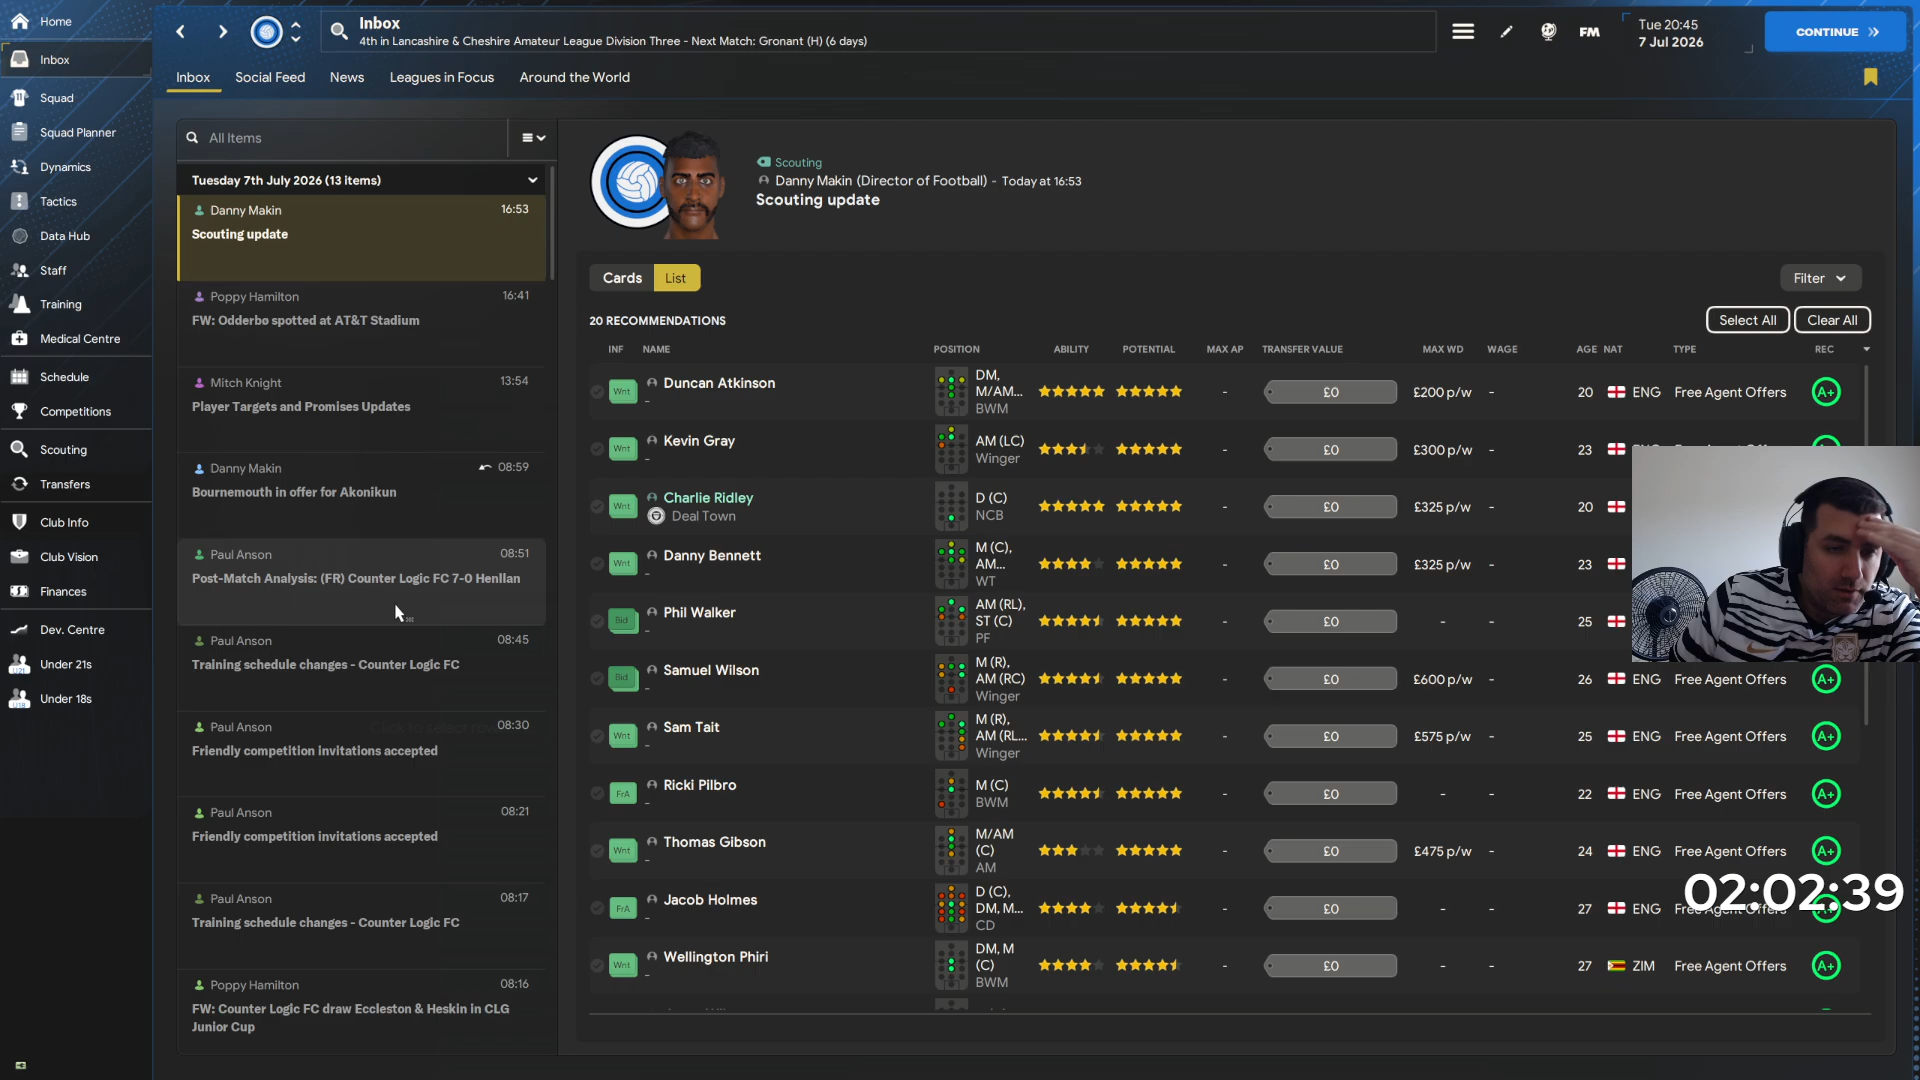 Home
Inbox
Squad
Squad Planner
Dynamics
Tactics
Data Hub
Staff
Training
Medical Centre
Schedule
Competitions
Scouting
Transfers
Club Info
Club Vision
Finances
Dev. Centre
Under 21s
Under 18s
Inbox
4th in Lancashire & Cheshire Amateur League Division Three - Next Match: Gronant (H) (6 days)
FM
Tue 20:45
7 Jul 2026
CONTINUE
Inbox Social Feed News Leagues in Focus Around the World
All Items
Tuesday 7th July 2026 (13 items)
Danny Makin 16:53
Scouting update
Poppy Hamilton 16:41
FW: Odderbø spotted at AT&T Stadium
Mitch Knight 13:54
Player Targets and Promises Updates
Danny Makin 08:59
Bournemouth in offer for Akonikun
Paul Anson 08:51
Post-Match Analysis: (FR) Counter Logic FC 7-0 Henllan
Paul Anson 08:45
Training schedule changes - Counter Logic FC
Paul Anson 08:30
Friendly competition invitations accepted
Paul Anson 08:21
Friendly competition invitations accepted
Paul Anson 08:17
Training schedule changes - Counter Logic FC
Poppy Hamilton 08:16
FW: Counter Logic FC draw Eccleston & Heskin in CLG
Junior Cup
Scouting
Danny Makin (Director of Football) - Today at 16:53
Scouting update
Cards List
Filter
20 RECOMMENDATIONS
Select All Clear All
INF NAME POSITION ABILITY POTENTIAL MAX AP TRANSFER VALUE MAX WD WAGE AGE NAT TYPE REC
Wnt Duncan Atkinson - DM, M/AM... BWM - £0 £200 p/w - 20 ENG Free Agent Offers A+
Wnt Kevin Gray - AM (LC) Winger - £0 £300 p/w - 23
Wnt Charlie Ridley Deal Town D (C) NCB - £0 £325 p/w - 20
Wnt Danny Bennett - M (C), AM... WT - £0 £325 p/w - 23
Bid Phil Walker - AM (RL), ST (C) PF - £0 - - 25
Bid Samuel Wilson - M (R), AM (RC) Winger - £0 £600 p/w - 26 ENG Free Agent Offers A+
Wnt Sam Tait - M (R), AM (RL... Winger - £0 £575 p/w - 25 ENG Free Agent Offers A+
FrA Ricki Pilbro - M (C) BWM - £0 - - 22 ENG Free Agent Offers A+
Wnt Thomas Gibson - M/AM (C) AM - £0 £475 p/w - 24 ENG Free Agent Offers A+
FrA Jacob Holmes - D (C), DM, M... CD - £0 - - 27 ENG Free Agent Offers A+
Wnt Wellington Phiri - DM, M (C) BWM - £0 - - 27 ZIM Free Agent Offers A+
02:02:39